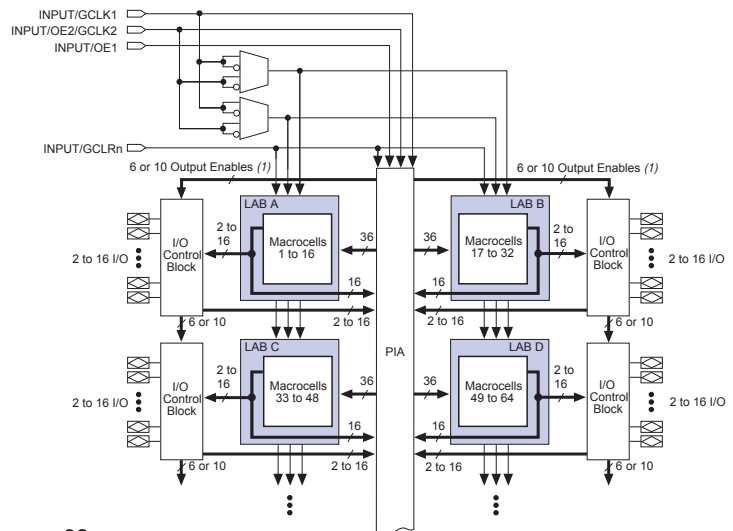 INPUT/GCLK1
INPUT/OE2/GCLK2
INPUT/OE1
INPUT/GCLRn
6 or 10 Output Enables (1)
6 or 10 Output Enables (1)
LAB A
LAB B
I/O
Control
Block
2 to
16
Macrocells
1 to 16
36
36
Macrocells
17 to 32
2 to
16
I/O
Control
Block
2 to 16 I/O
2 to 16 I/O
16
16
2 to 16
2 to 16
6 or 10
6 or 10
PIA
LAB C
LAB D
I/O
Control
Block
2 to
16
Macrocells
33 to 48
36
36
Macrocells
49 to 64
2 to
16
I/O
Control
Block
2 to 16 I/O
2 to 16 I/O
16
16
2 to 16
2 to 16
6 or 10
6 or 10